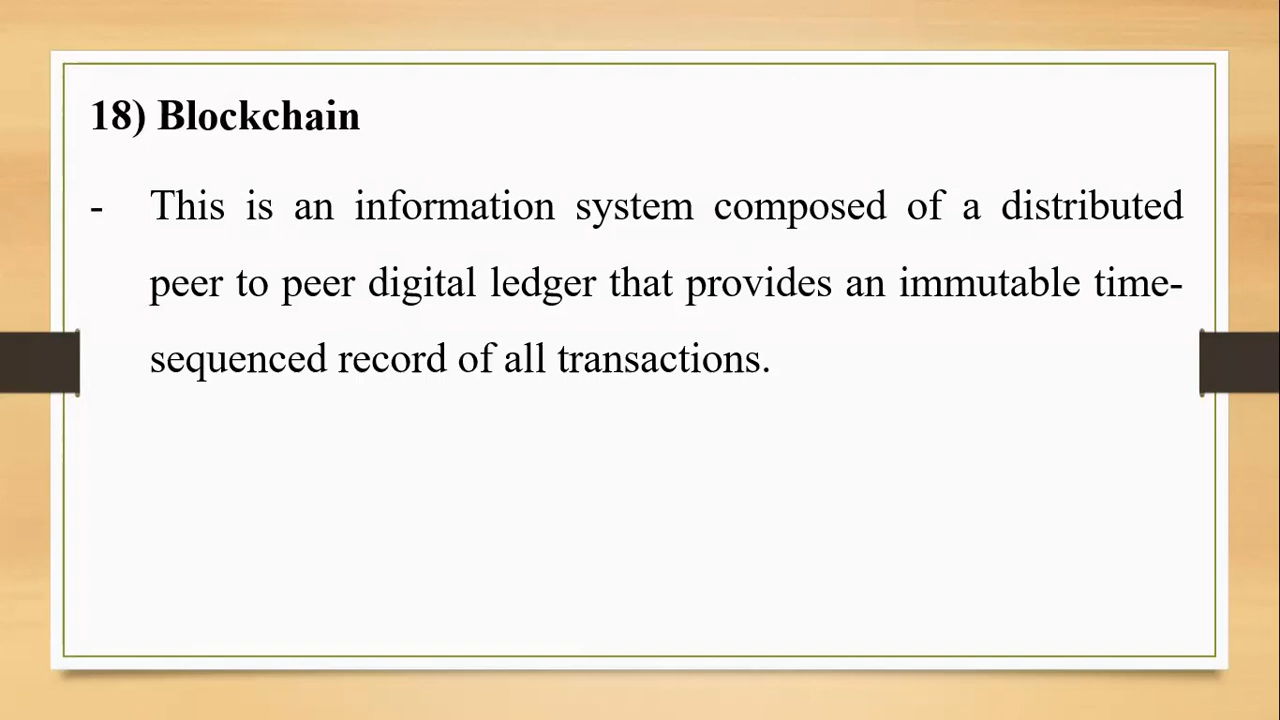 18) Blockchain
- This is an information system composed of a distributed
peer to peer digital ledger that provides an immutable time-
sequenced record of all transactions.